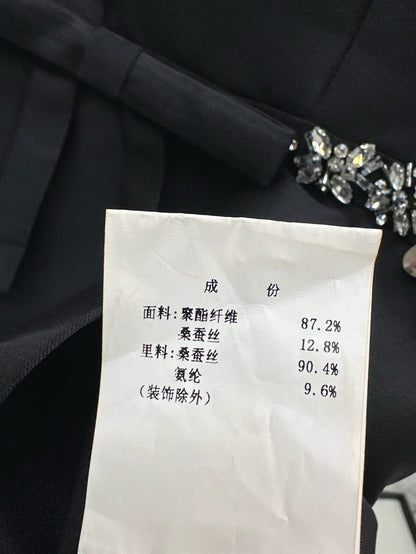 成 份
面料:聚酯纤维 87.2%
桑蚕丝 12.8%
里料:桑蚕丝 90.4%
氨纶 9.6%
(装饰除外)